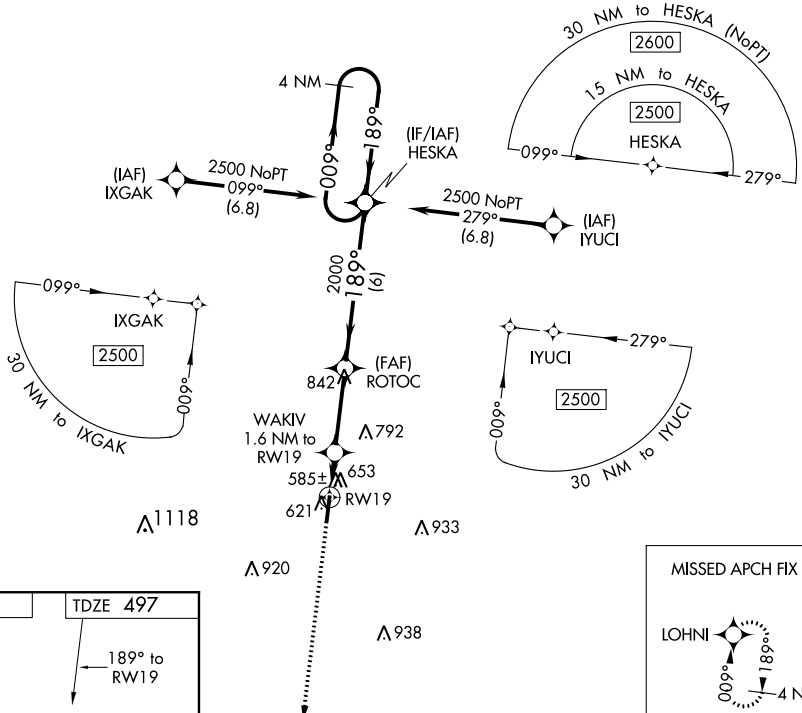 30 NM to HESKA (NoPT)
2600
15 NM to HESKA
2500
HESKA
099°
279°
4 NM
009°
189°
(IF/IAF)
HESKA
(IAF)
IXGAK
2500 NoPT
099°
(6.8)
2500 NoPT
279°
(6.8)
(IAF)
IYUCI
2000
189°
(6)
099°
IXGAK
2500
009°
30 NM to IXGAK
279°
IYUCI
2500
009°
30 NM to IYUCI
(FAF)
ROTOC
842
WAKIV
1.6 NM to
RW19
792
653
585±
RW19
621
1118
933
920
938
TDZE 497
189° to
RW19
MISSED APCH FIX
LOHNI
009°
189°
4 N